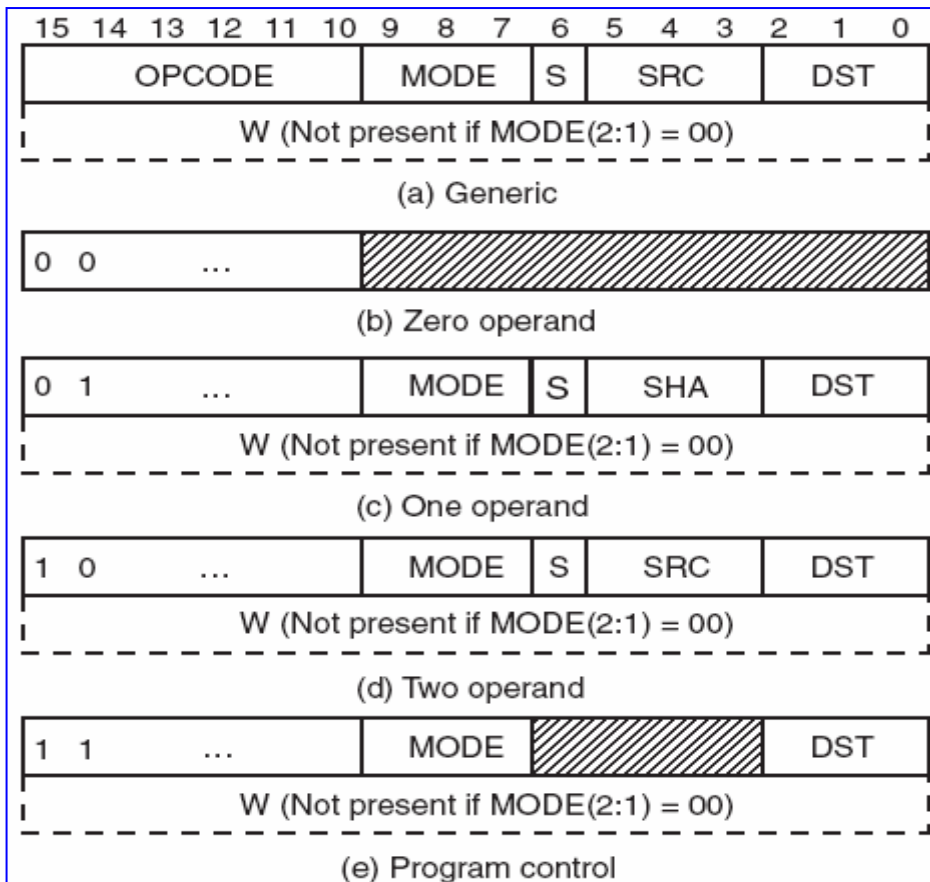 15 14 13 12 11 10 9 8 7 6 5 4 3 2 1 0
OPCODE MODE S SRC DST
W (Not present if MODE(2:1) = 00)
(a) Generic
0 0 ...
(b) Zero operand
0 1 ... MODE S SHA DST
W (Not present if MODE(2:1) = 00)
(c) One operand
1 0 ... MODE S SRC DST
W (Not present if MODE(2:1) = 00)
(d) Two operand
1 1 ... MODE DST
W (Not present if MODE(2:1) = 00)
(e) Program control